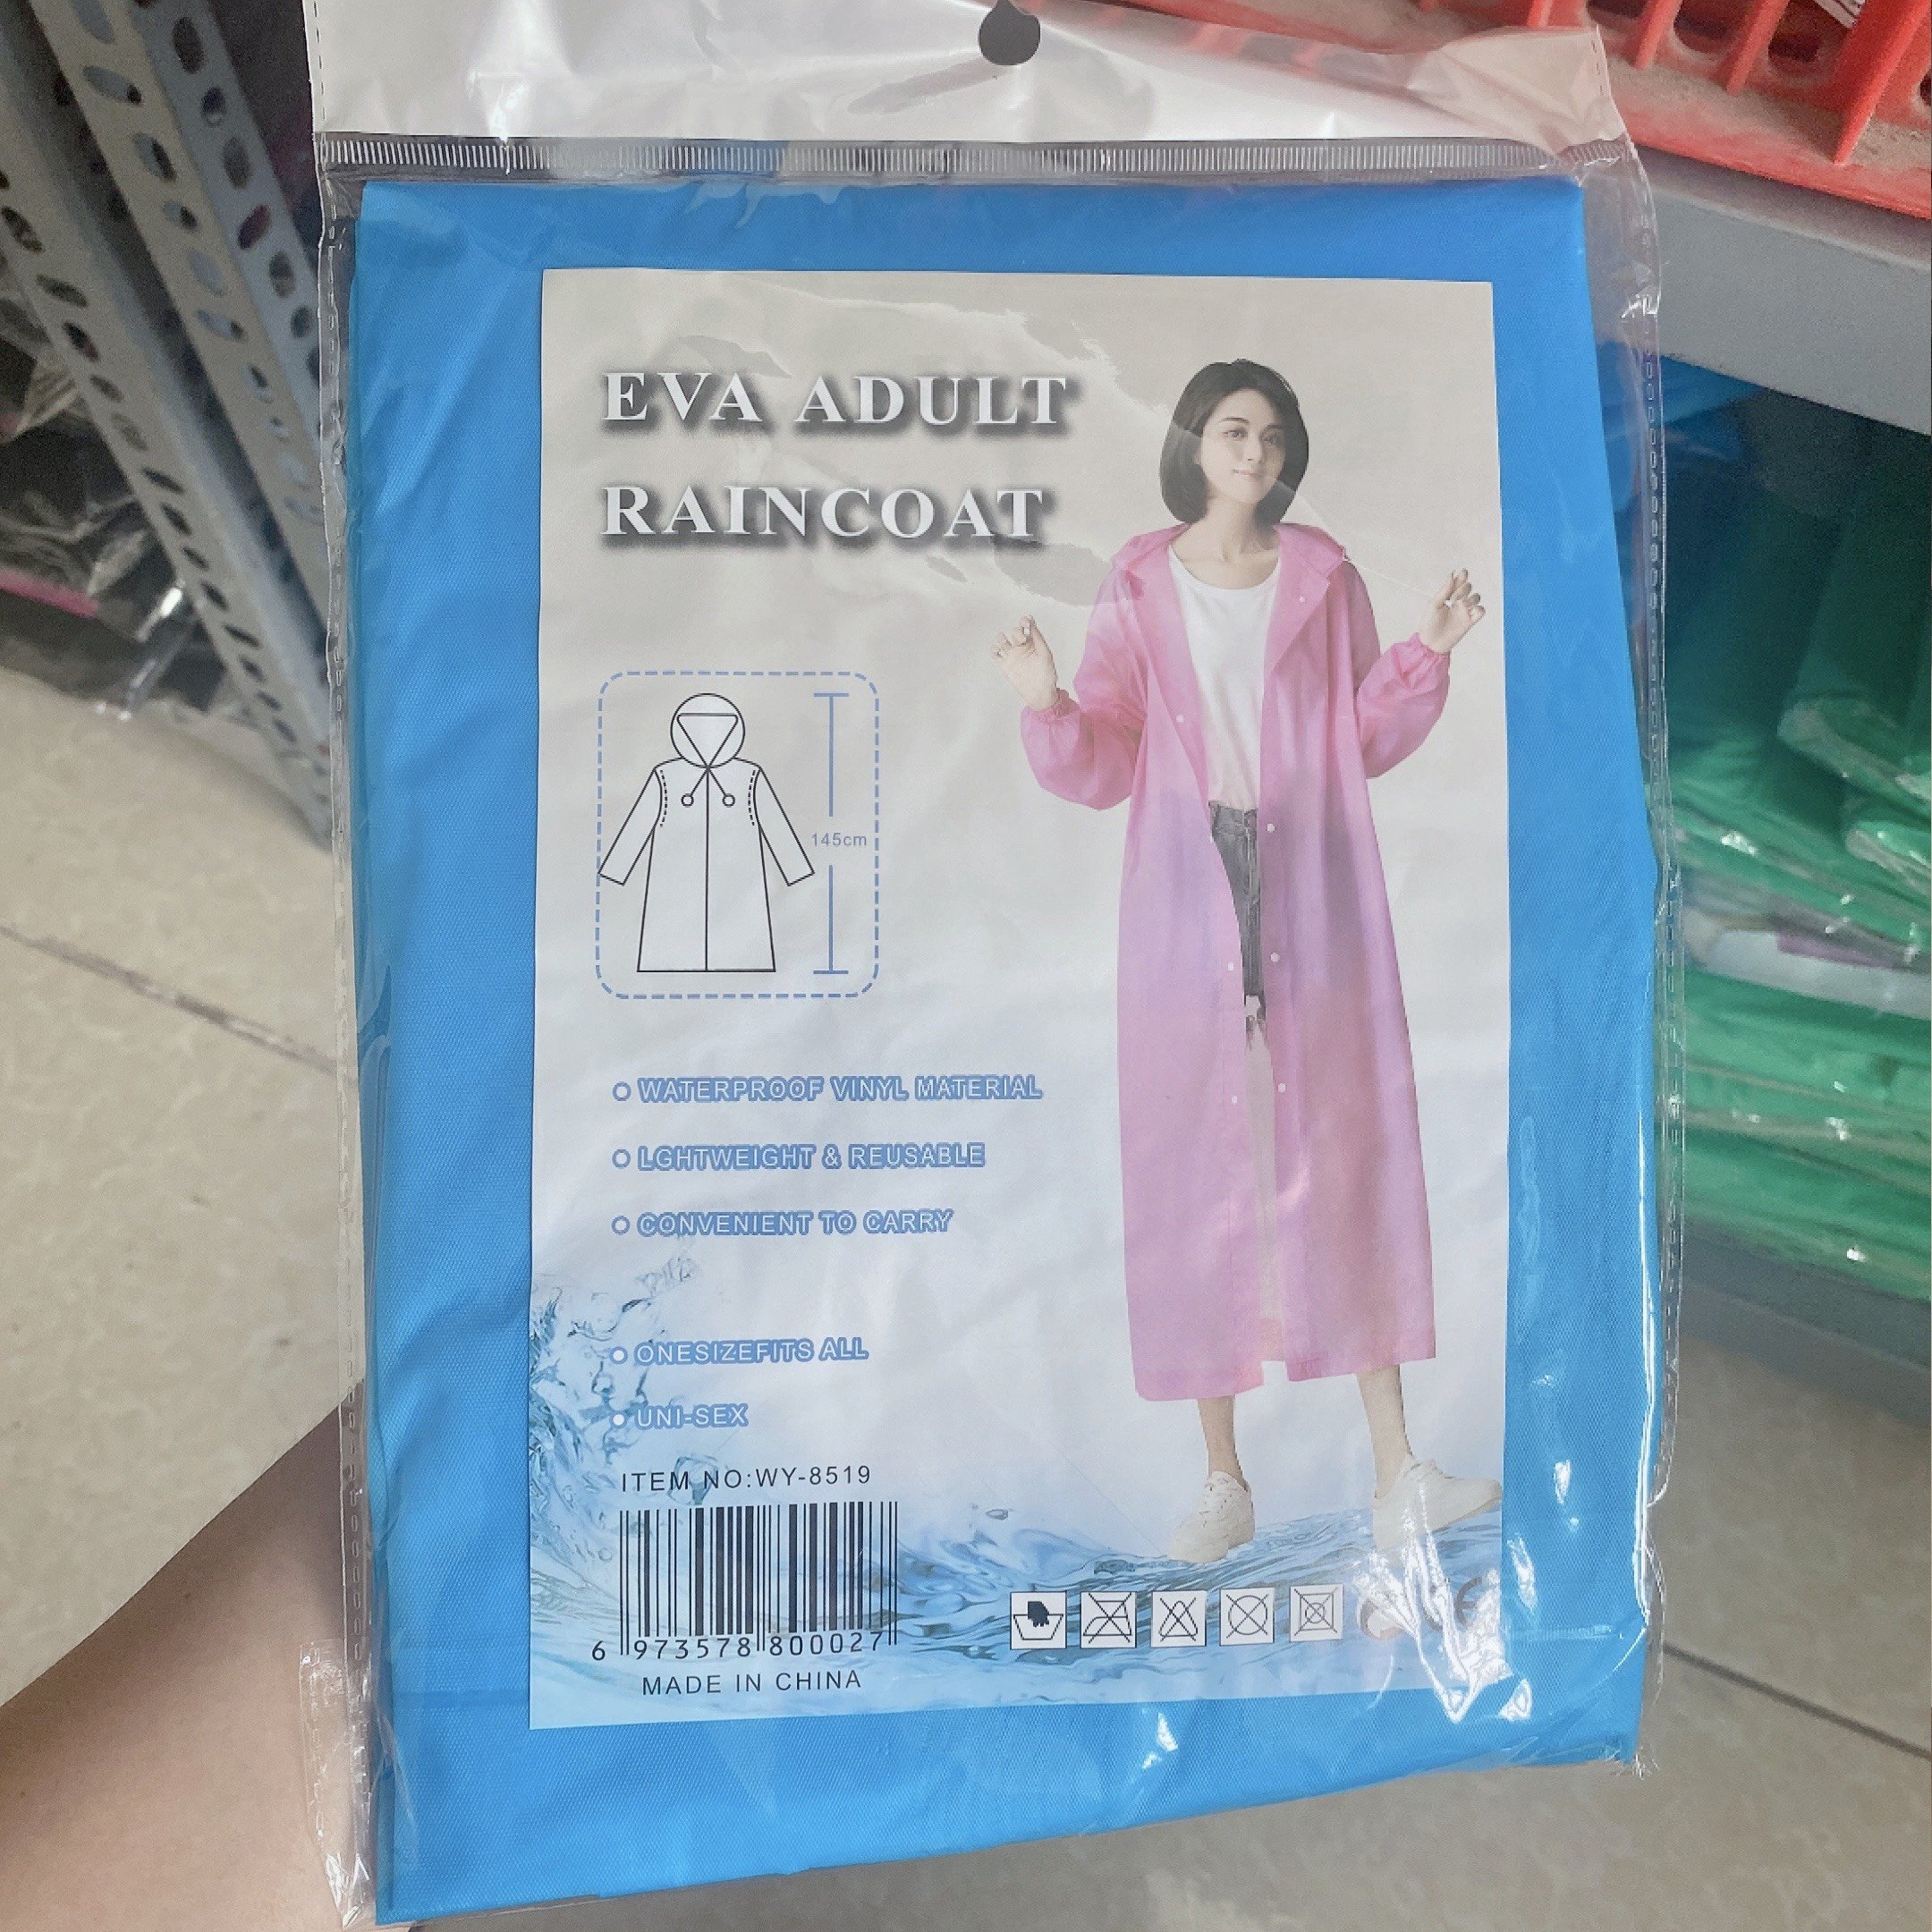 EVA ADULT
RAINCOAT
145cm
WATERPROOF VINYL MATERIAL
LGHTWEIGHT & REUSABLE
CONVENIENT TO CARRY
ONESIZEFITS ALL
UNI-SEX
ITEM NO:WY-8519
6 973578 800027
MADE IN CHINA
CE